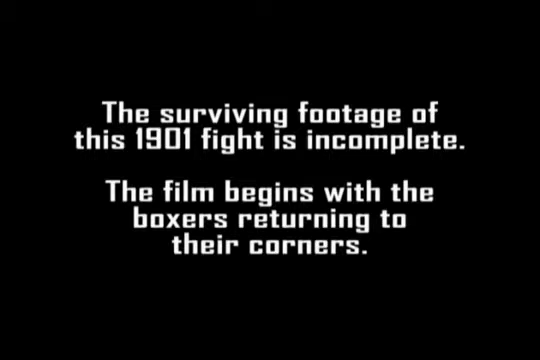 The surviving footage of
this 1901 fight is incomplete.
The film begins with the
boxers returning to
their corners.